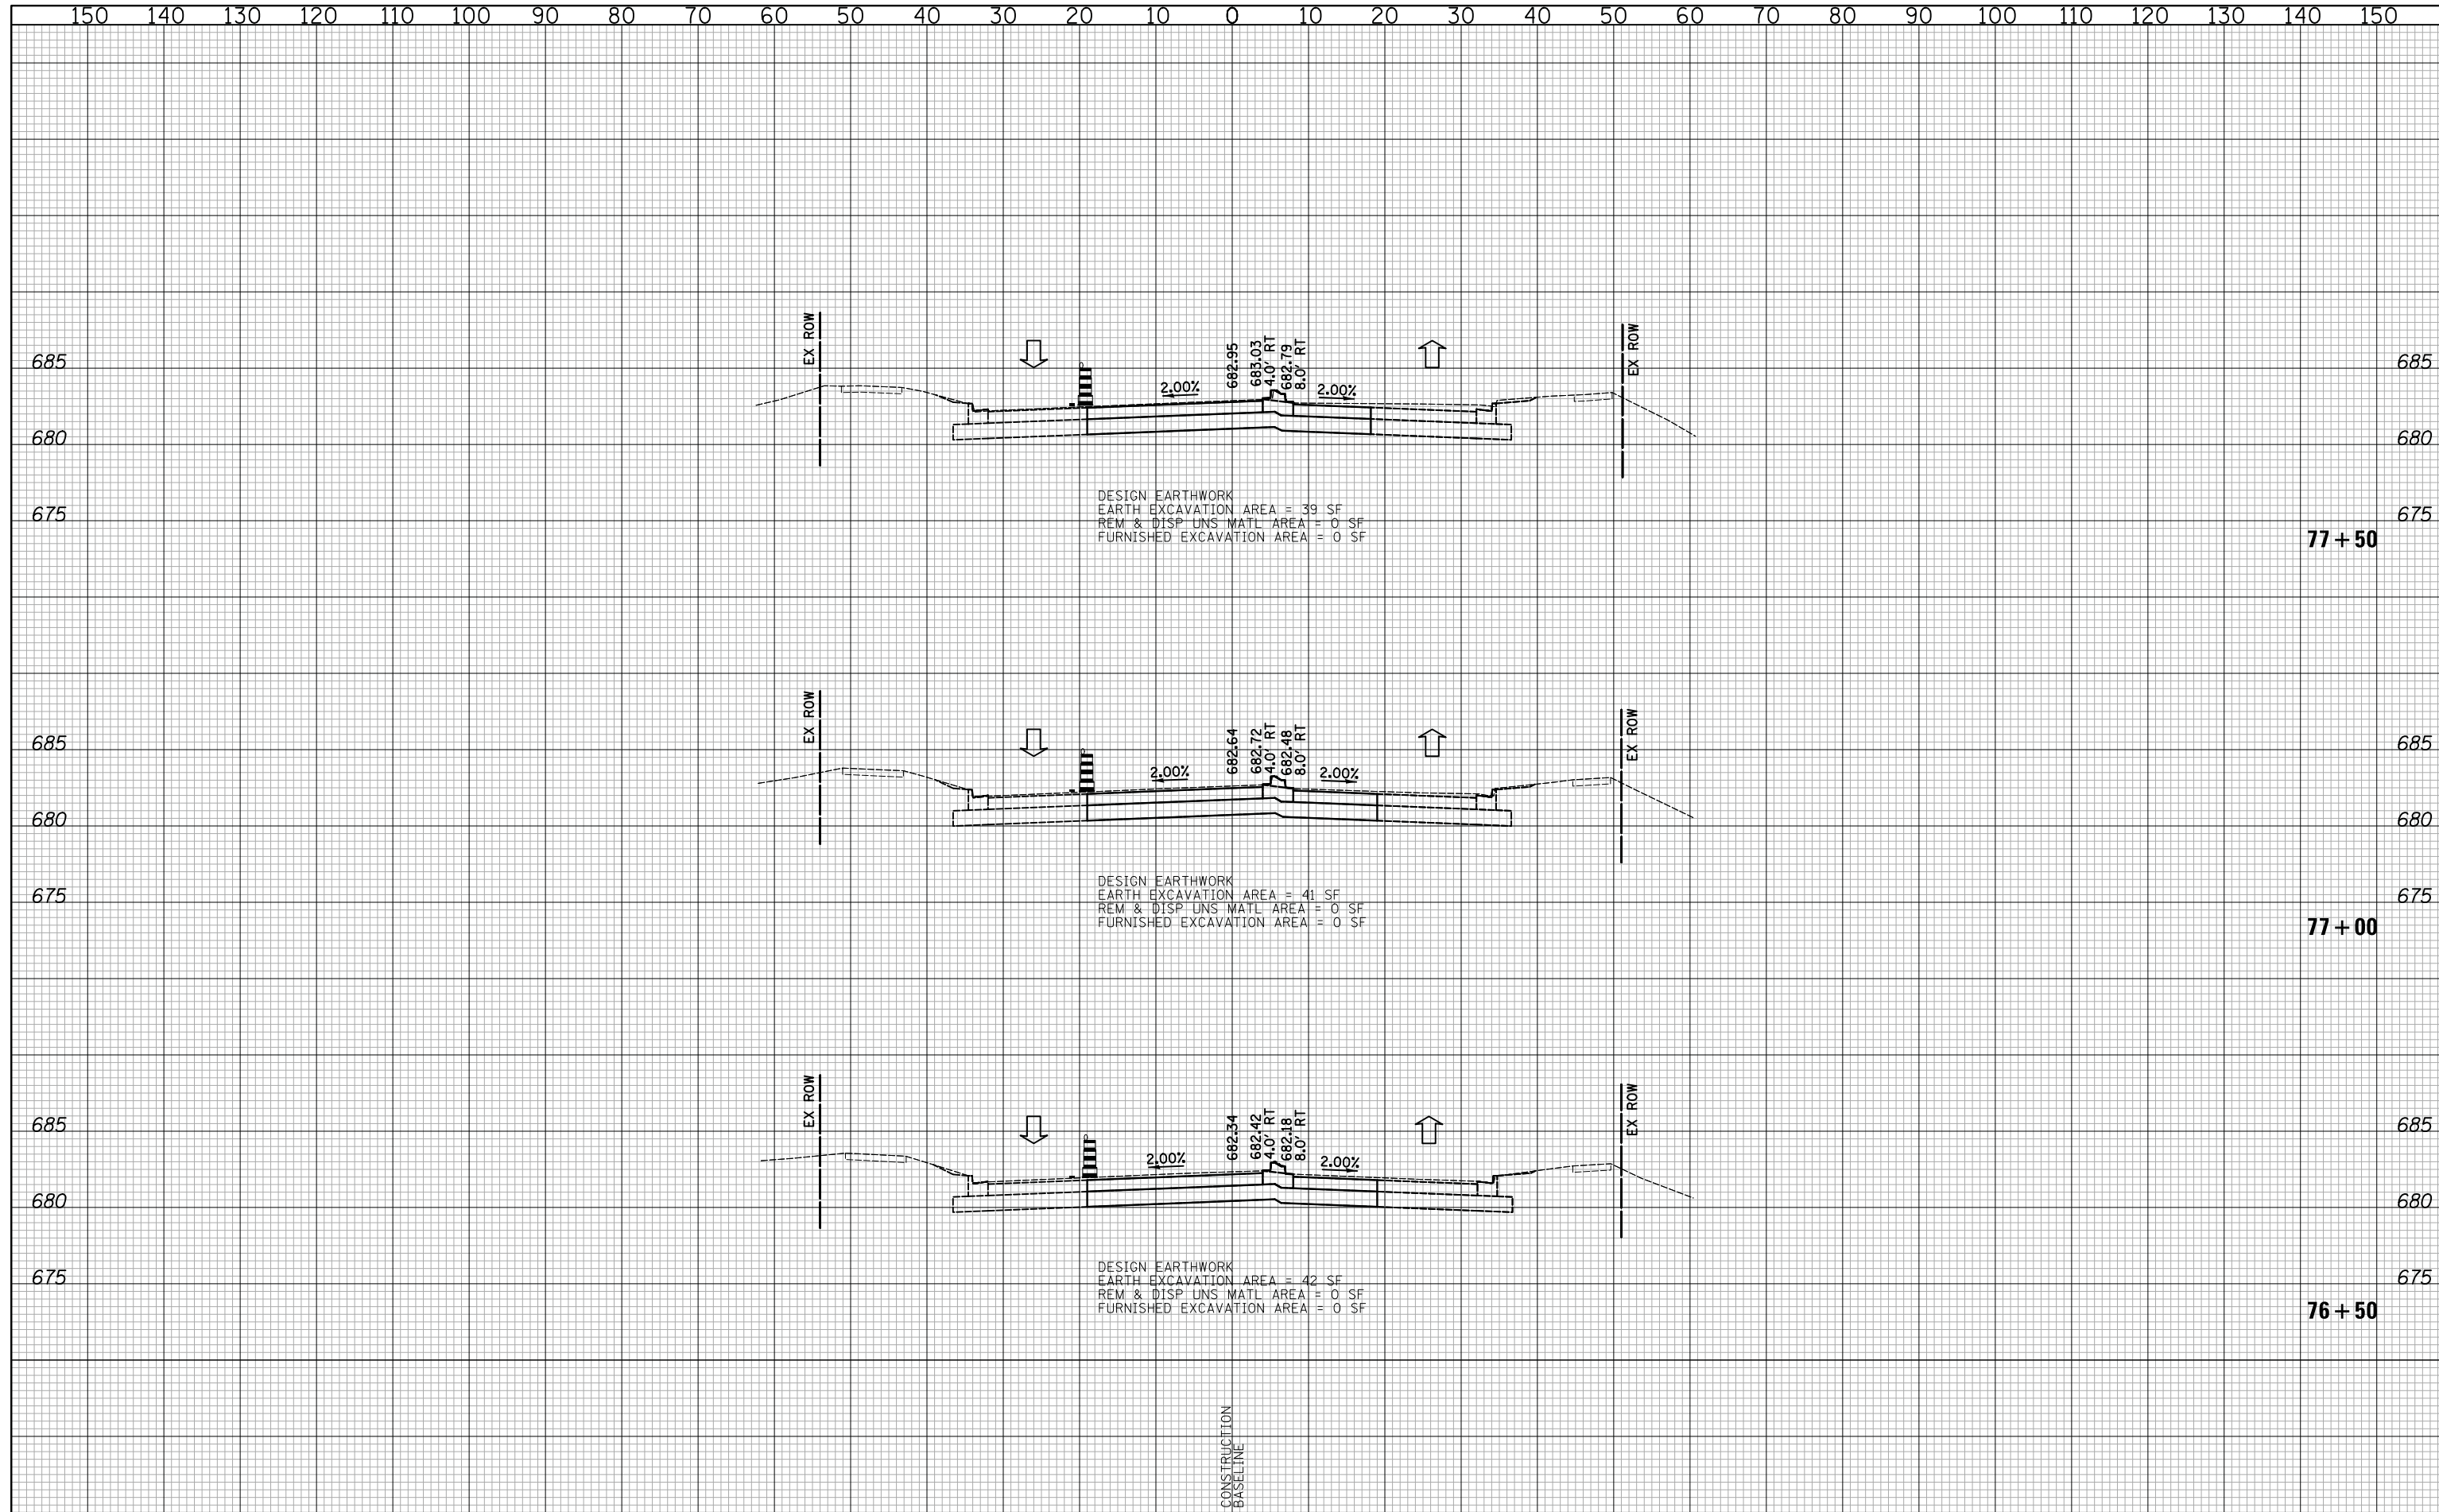 150 140 130 120 110 100 90 80 70 60 50 40 30 20 10 0 10 20 30 40 50 60 70 80 90 100 110 120 130 140 150
EX ROW
682.95
683.03
4.0' RT
682.79
8.0' RT
EX ROW
685 685
2.00% 2.00%
680 680
DESIGN EARTHWORK
EARTH EXCAVATION AREA = 39 SF
REM & DISP UNS MATL AREA = 0 SF
FURNISHED EXCAVATION AREA = 0 SF
675 675
77+50
EX ROW
682.64
682.72
4.0' RT
682.48
8.0' RT
EX ROW
685 685
2.00% 2.00%
680 680
DESIGN EARTHWORK
EARTH EXCAVATION AREA = 41 SF
REM & DISP UNS MATL AREA = 0 SF
FURNISHED EXCAVATION AREA = 0 SF
675 675
77+00
EX ROW
682.34
682.42
4.0' RT
682.18
8.0' RT
EX ROW
685 685
2.00% 2.00%
680 680
DESIGN EARTHWORK
EARTH EXCAVATION AREA = 42 SF
REM & DISP UNS MATL AREA = 0 SF
FURNISHED EXCAVATION AREA = 0 SF
675 675
76+50
CONSTRUCTION
BASELINE